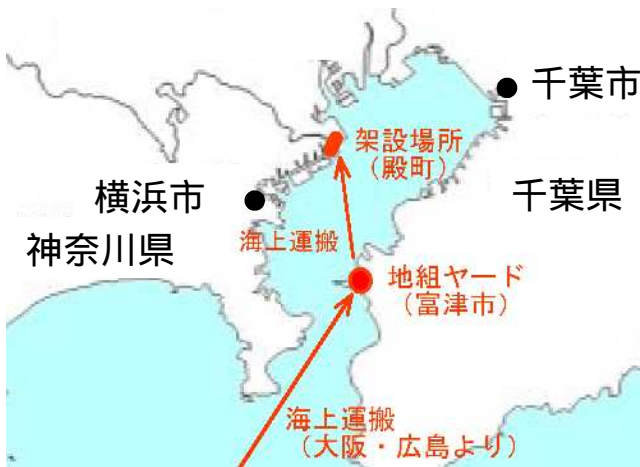 千葉市
架設場所
（殿町）
横浜市
千葉県
海上運搬
神奈川県
地組ヤード
（富津市）
海上運搬
（大阪・広島より）